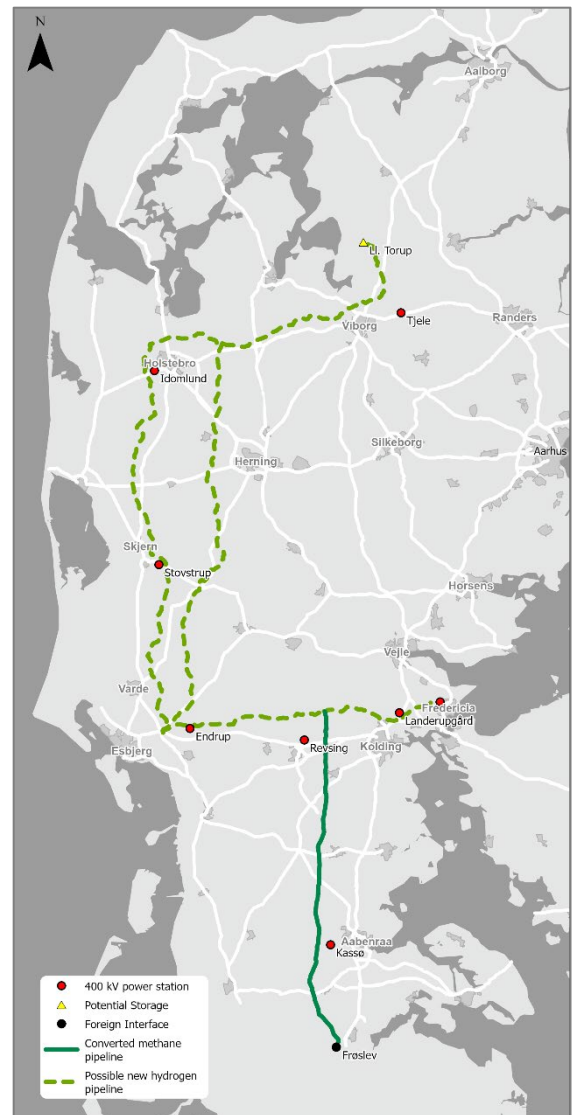 N
Aalborg
Ll. Torup
Tjele
Viborg
Randers
Holstebro
Idomlund
Silkeborg
Aarhus
Herning
Skjern
Stovstrup
Horsens
Vejle
Varde
Fredericia
Landerupgård
Endrup
Esbjerg
Revsing
Kolding
Aabenraa
Kassø
Frøslev
400 kV power station
Potential Storage
Foreign Interface
Converted methane
pipeline
Possible new hydrogen
pipeline